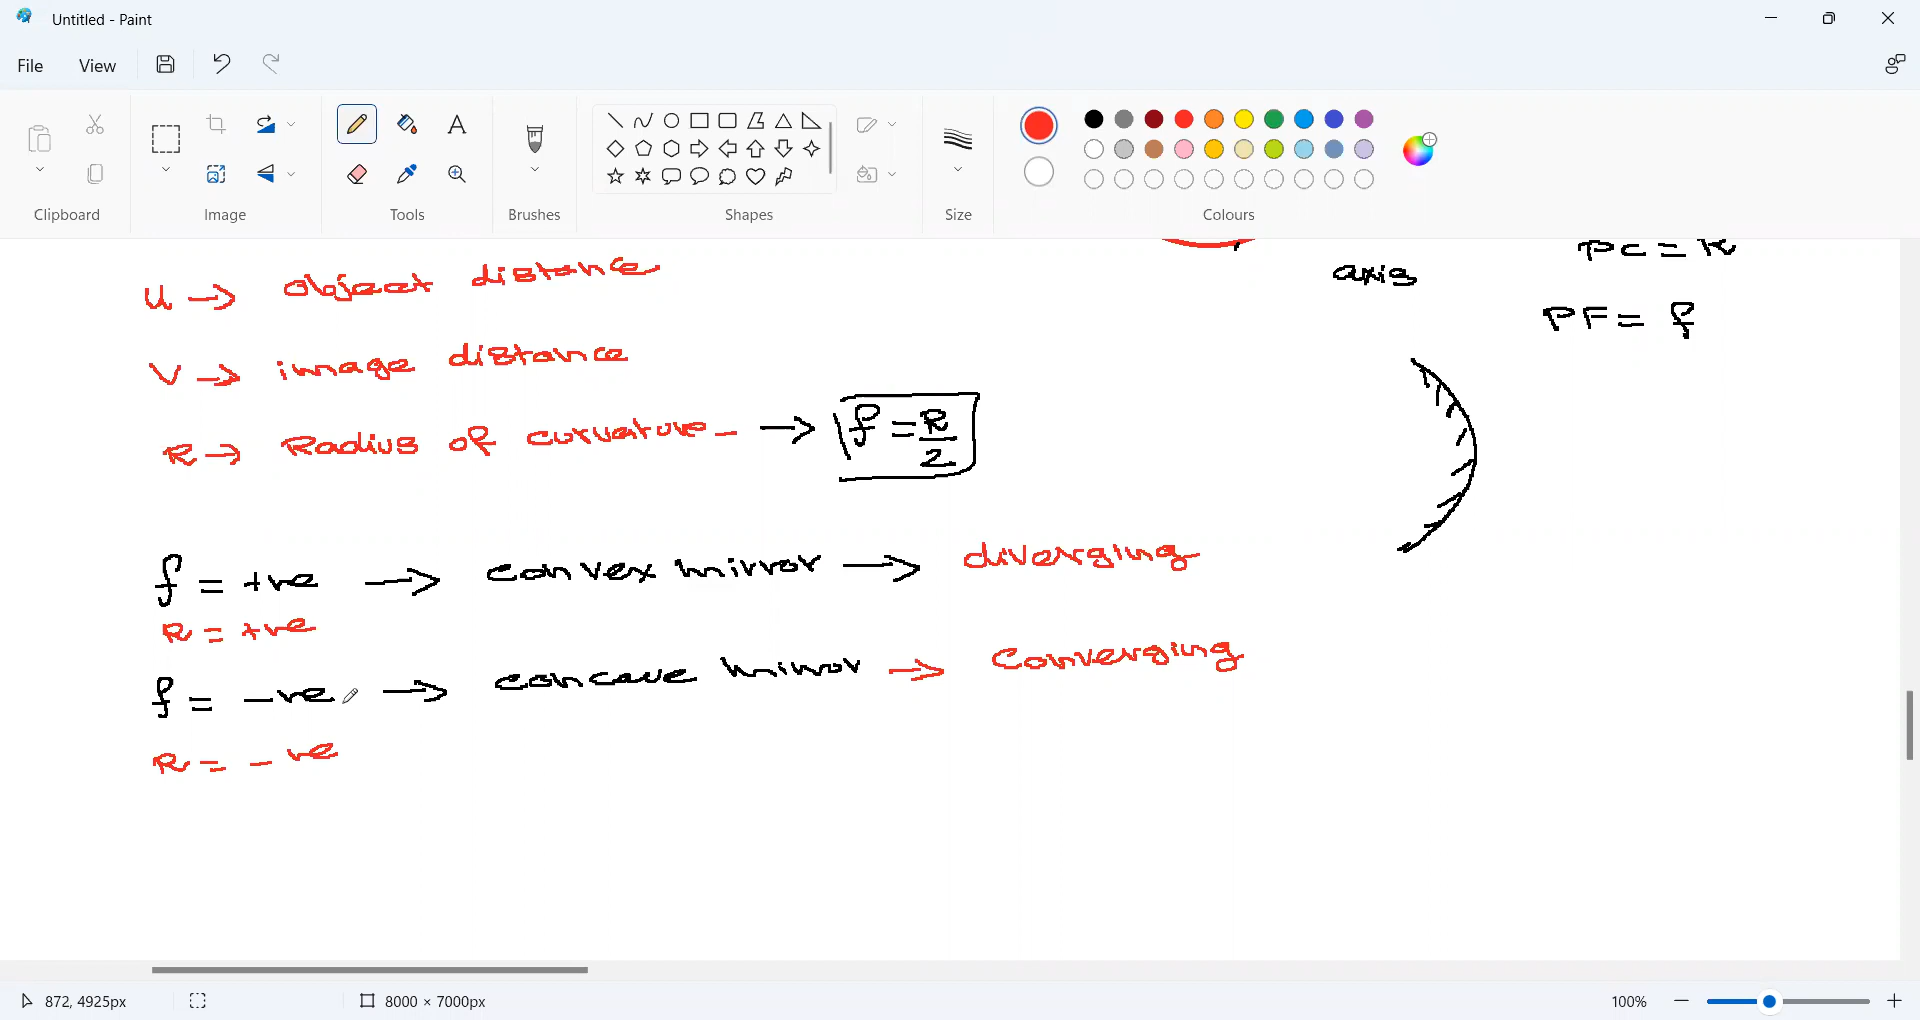 Untitled - Paint
File View
Clipboard Image Tools Brushes Shapes Size Colours
PC = R
axis
PF = f
u → object distance
v → image distance
R → Radius of curvature → f = R/2
f = +ve → convex mirror → diverging
R = +ve
f = -ve → concave mirror → converging
R = - ve
872, 4925px 8000 × 7000px 100%